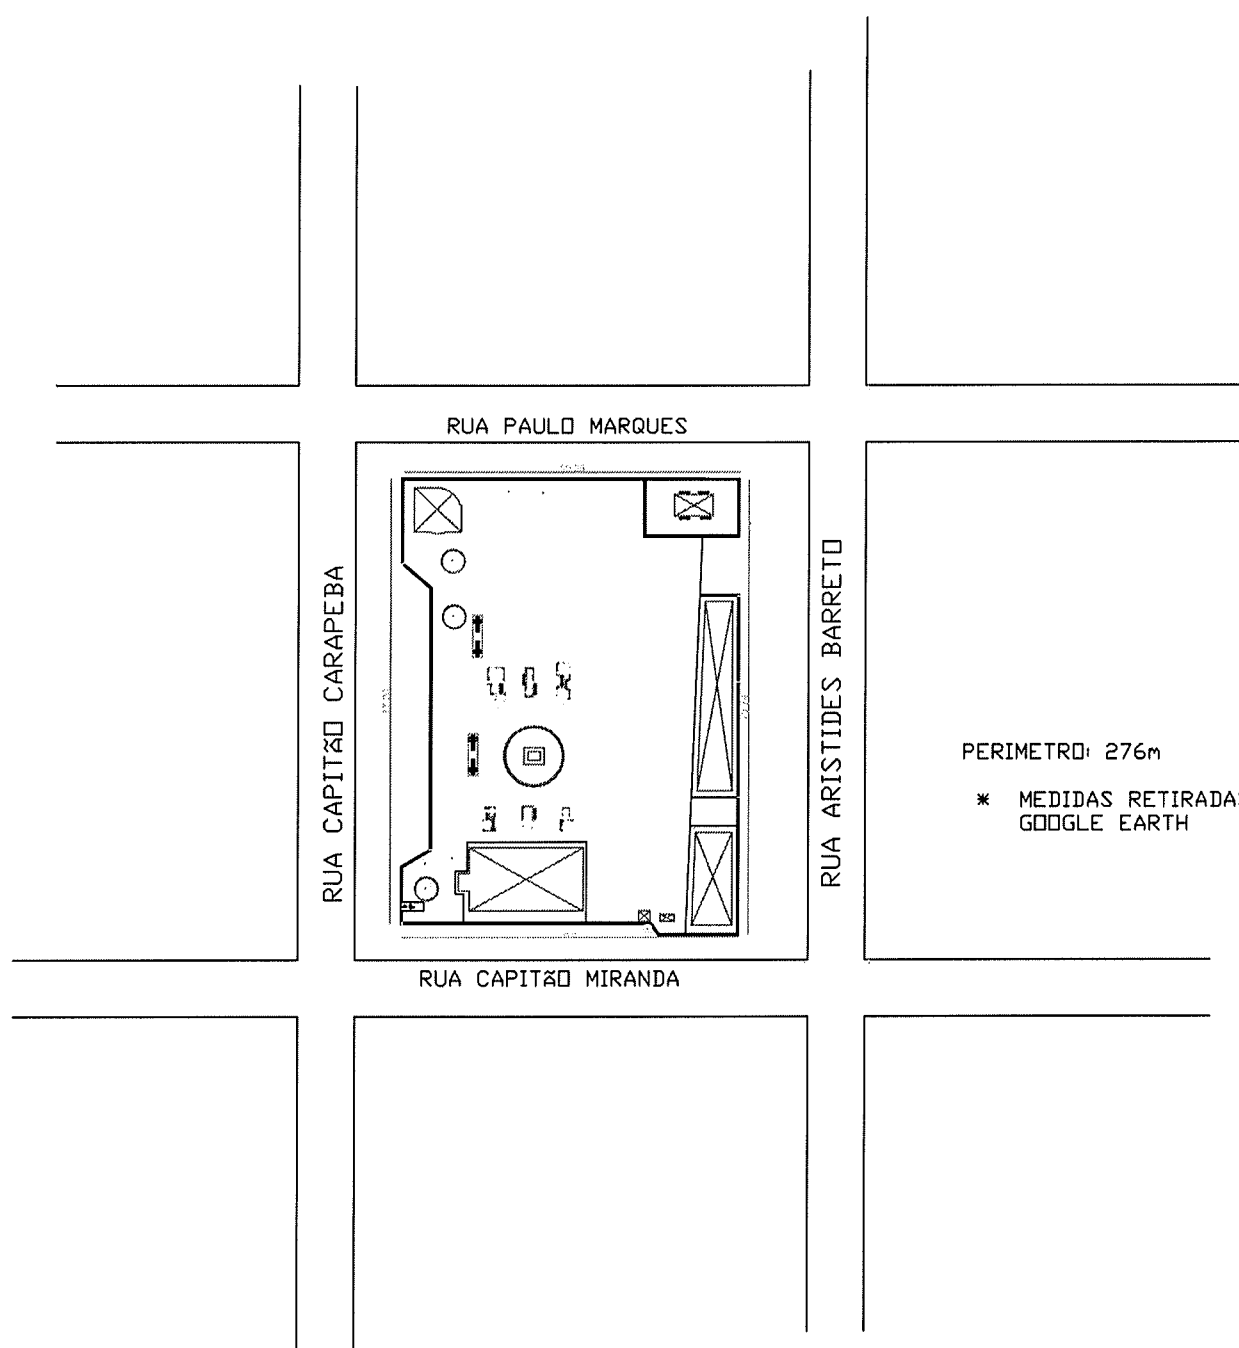 RUA PAULO MARQUES
RUA CAPITÃO CARAPEBA
RUA ARISTIDES BARRETO
PERIMETRO: 276m
* MEDIDAS RETIRADAS
GOOGLE EARTH
RUA CAPITÃO MIRANDA